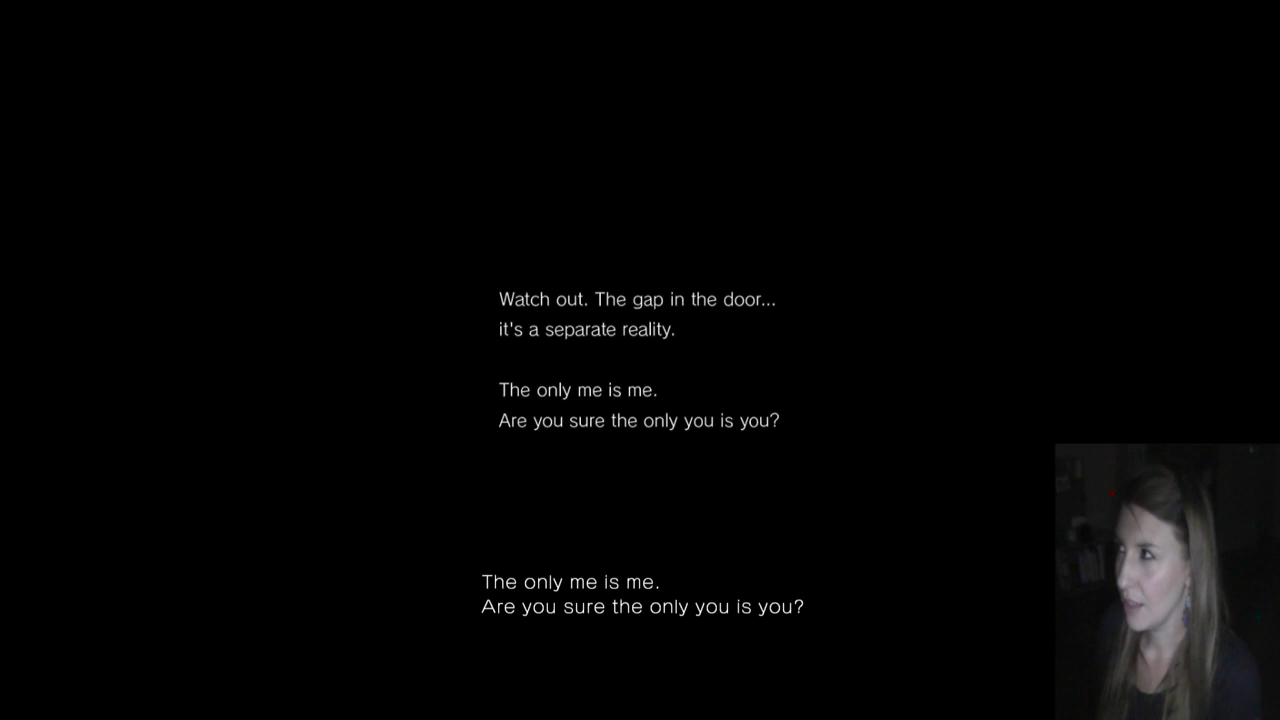 Watch out. The gap in the door...
it's a separate reality.
The only me is me.
Are you sure the only you is you?
The only me is me.
Are you sure the only you is you?